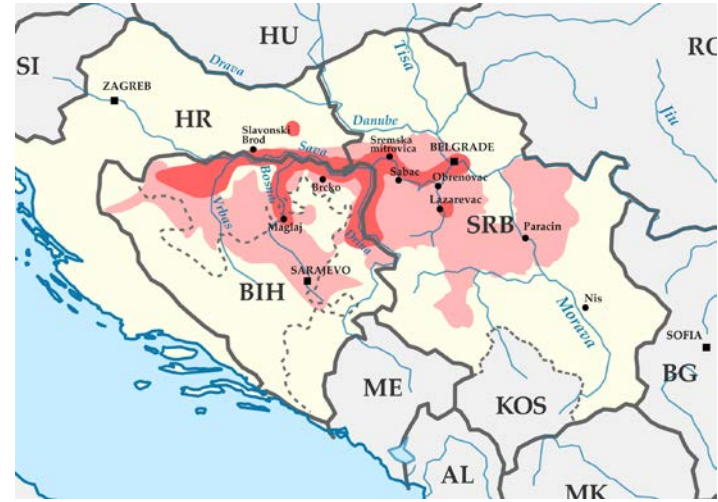 HU
RO
SI
Drava
Tisa
ZAGREB
Jiu
HR
Danube
Slavonski
Brod
Sava
Sremska
mitrovica
BELGRADE
Sabac
Obrenovac
Bosna
Brcko
Vrbas
Lazarevac
Maglaj
Drina
SRB
Paracin
SARAJEVO
BIH
Morava
Nis
SOFIA
ME
KOS
BG
AL
MK